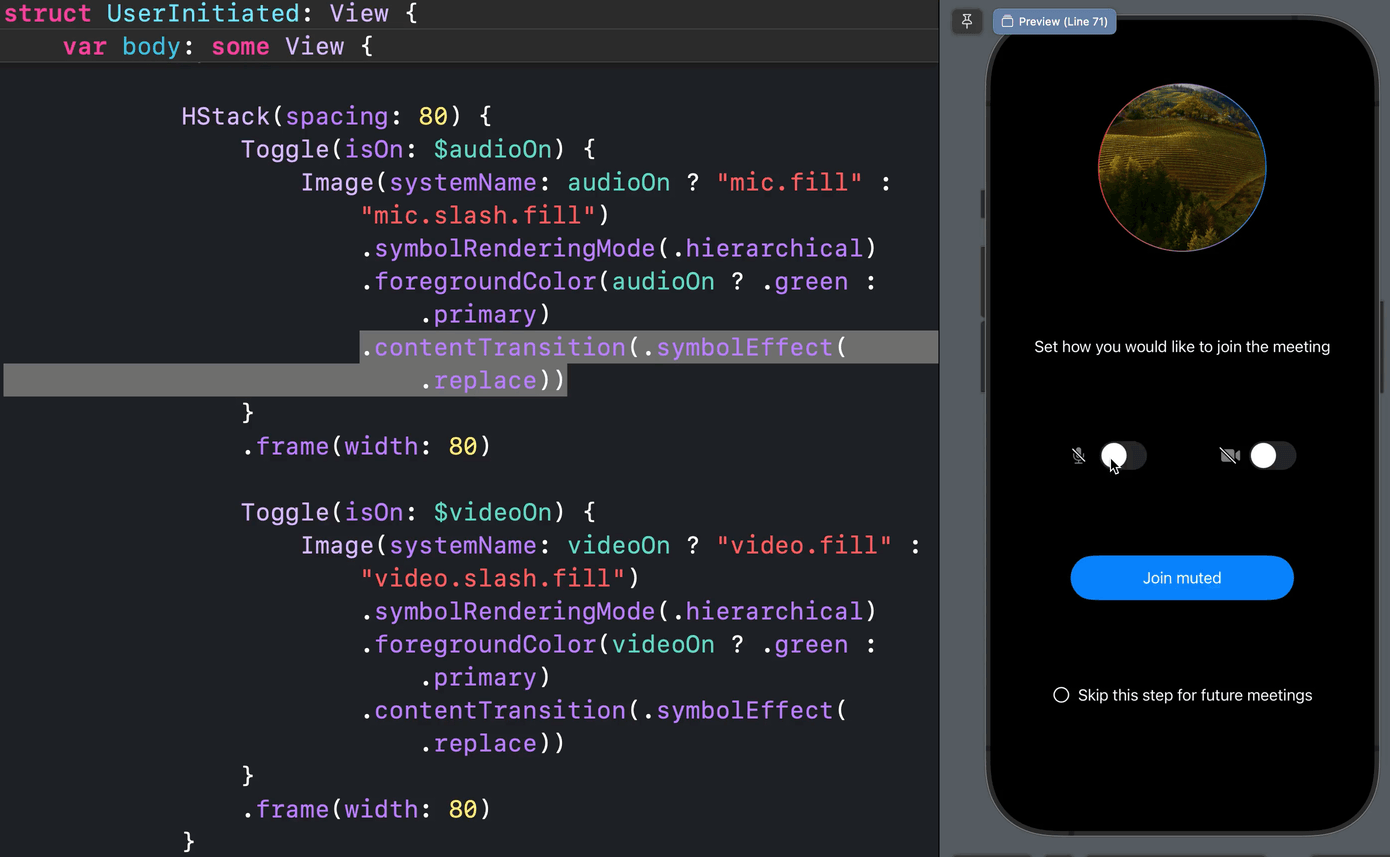 struct UserInitiated: View {
var body: some View {
HStack(spacing: 80) {
Toggle(isOn: $audioOn) {
Image(systemName: audioOn ? "mic.fill" :
"mic.slash.fill")
.symbolRenderingMode(.hierarchical)
.foregroundColor(audioOn ? .green :
.primary)
.contentTransition(.symbolEffect(
.replace))
}
.frame(width: 80)
Toggle(isOn: $videoOn) {
Image(systemName: videoOn ? "video.fill" :
"video.slash.fill")
.symbolRenderingMode(.hierarchical)
.foregroundColor(videoOn ? .green :
.primary)
.contentTransition(.symbolEffect(
.replace))
}
.frame(width: 80)
}
Preview (Line 71)
Set how you would like to join the meeting
Join muted
Skip this step for future meetings